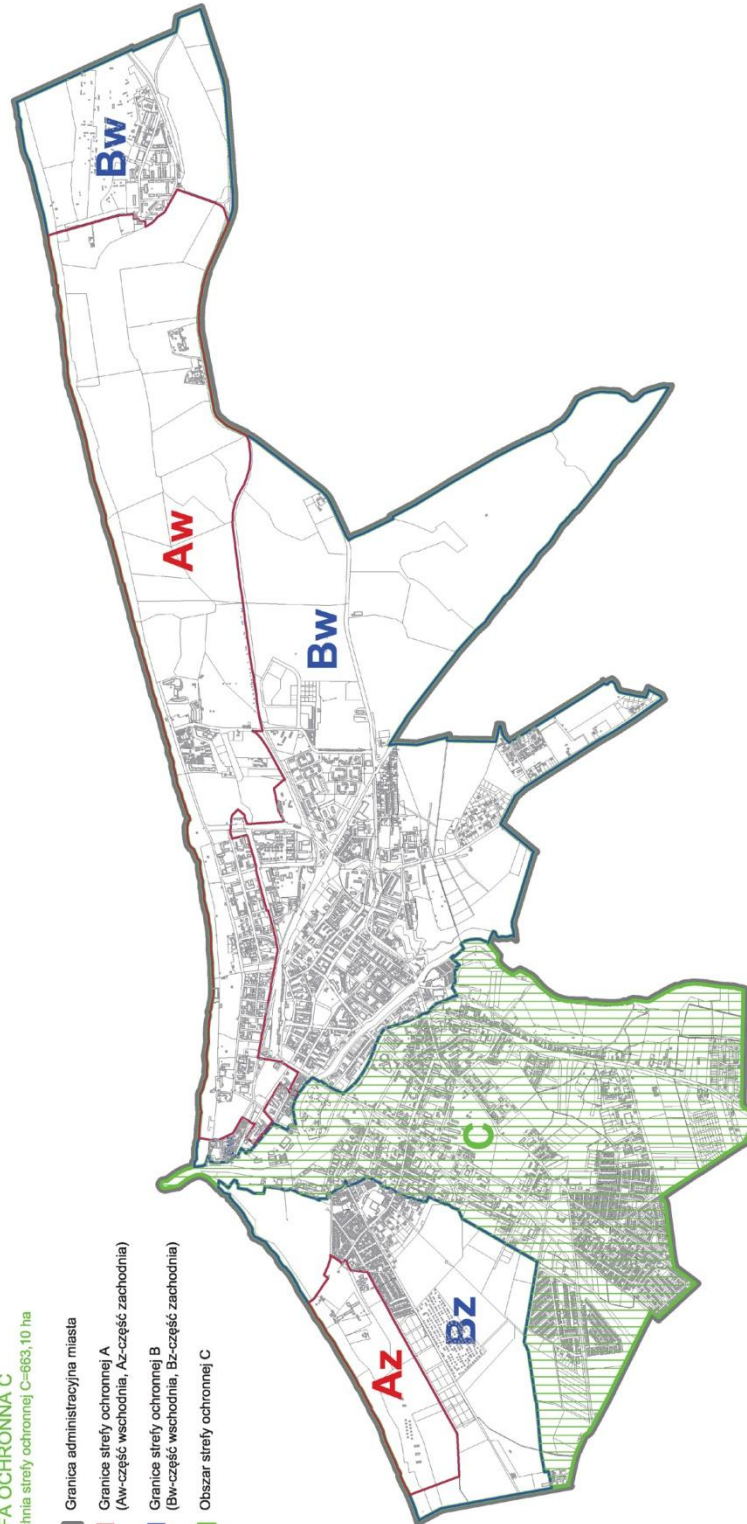 FA OCHRONNA C
hnia strefy ochronnej C=663,10 ha
Granica administracyjna miasta
Granice strefy ochronnej A
(Aw-część wschodnia, Az-część zachodnia)
Granice strefy ochronnej B
(Bw-część wschodnia, Bz-część zachodnia)
Obszar strefy ochronnej C
Az
Bz
C
Aw
Bw
Bw